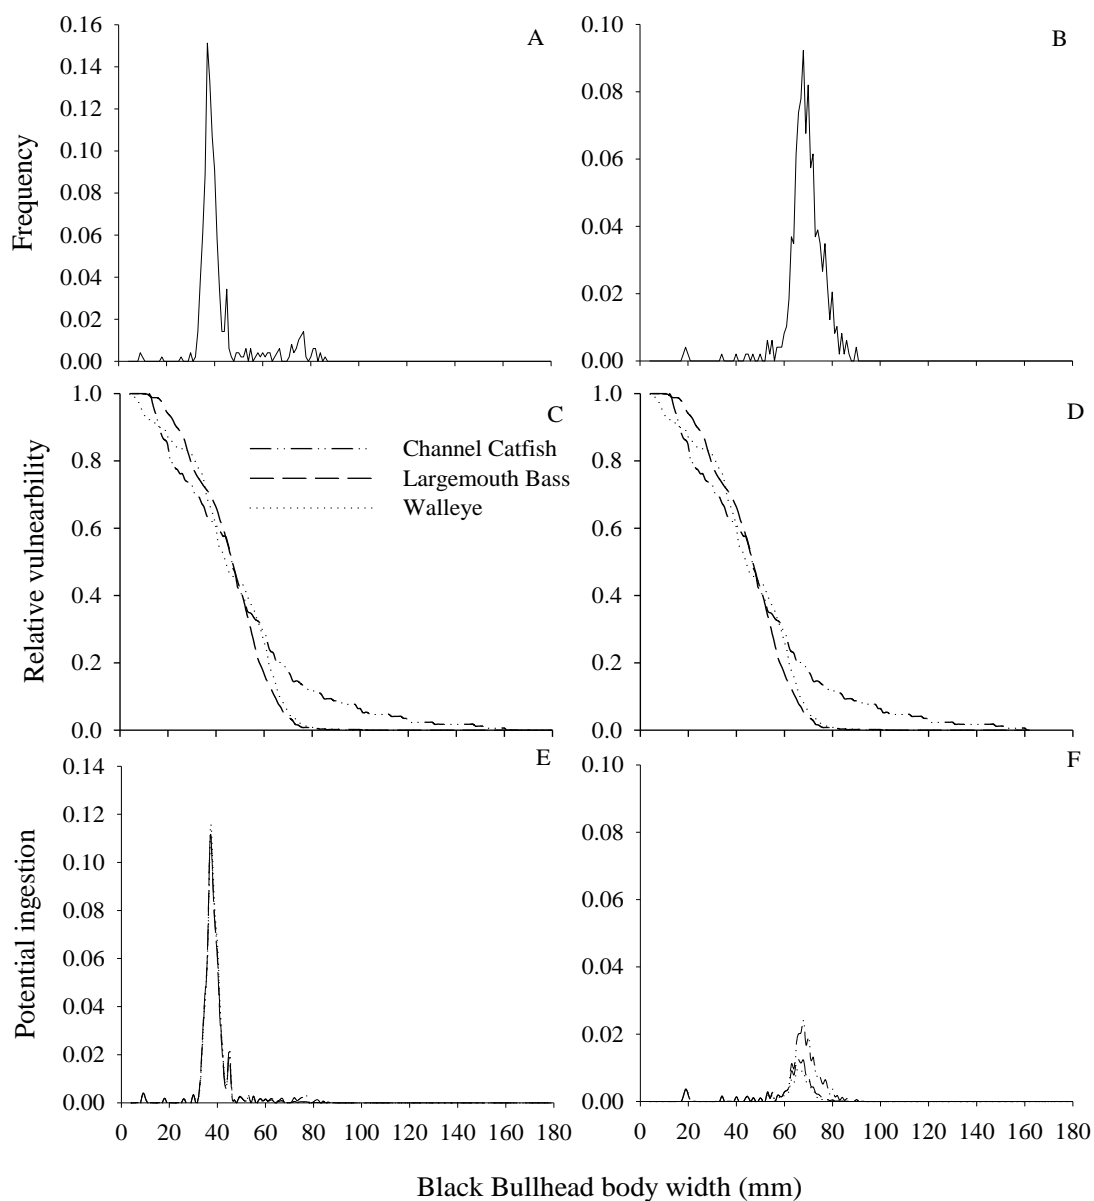 A
B
0.16
0.14
0.12
0.10
0.08
0.06
0.04
0.02
0.00
Frequency
0.10
0.08
0.06
0.04
0.02
0.00
C
D
1.0
0.8
0.6
0.4
0.2
0.0
Relative vulnearbility
Channel Catfish
Largemouth Bass
Walleye
1.0
0.8
0.6
0.4
0.2
0.0
E
F
0.14
0.12
0.10
0.08
0.06
0.04
0.02
0.00
Potential ingestion
0.10
0.08
0.06
0.04
0.02
0.00
0 20 40 60 80 100 120 140 160 180
0 20 40 60 80 100 120 140 160 180
Black Bullhead body width (mm)